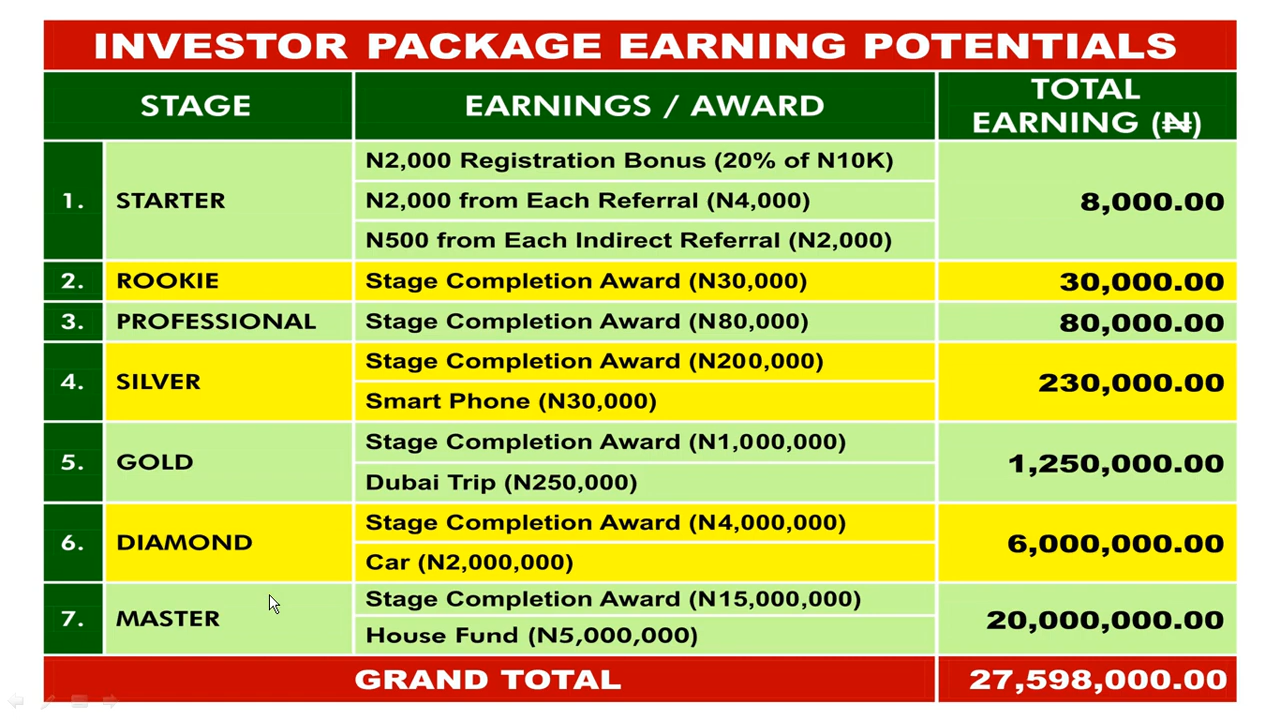 INVESTOR PACKAGE EARNING POTENTIALS
STAGE
EARNINGS / AWARD
TOTAL
EARNING (₦)
1.
STARTER
N2,000 Registration Bonus (20% of N10K)
N2,000 from Each Referral (N4,000)
N500 from Each Indirect Referral (N2,000)
8,000.00
2.
ROOKIE
Stage Completion Award (N30,000)
30,000.00
3.
PROFESSIONAL
Stage Completion Award (N80,000)
80,000.00
4.
SILVER
Stage Completion Award (N200,000)
Smart Phone (N30,000)
230,000.00
5.
GOLD
Stage Completion Award (N1,000,000)
Dubai Trip (N250,000)
1,250,000.00
6.
DIAMOND
Stage Completion Award (N4,000,000)
Car (N2,000,000)
6,000,000.00
7.
MASTER
Stage Completion Award (N15,000,000)
House Fund (N5,000,000)
20,000,000.00
GRAND TOTAL
27,598,000.00